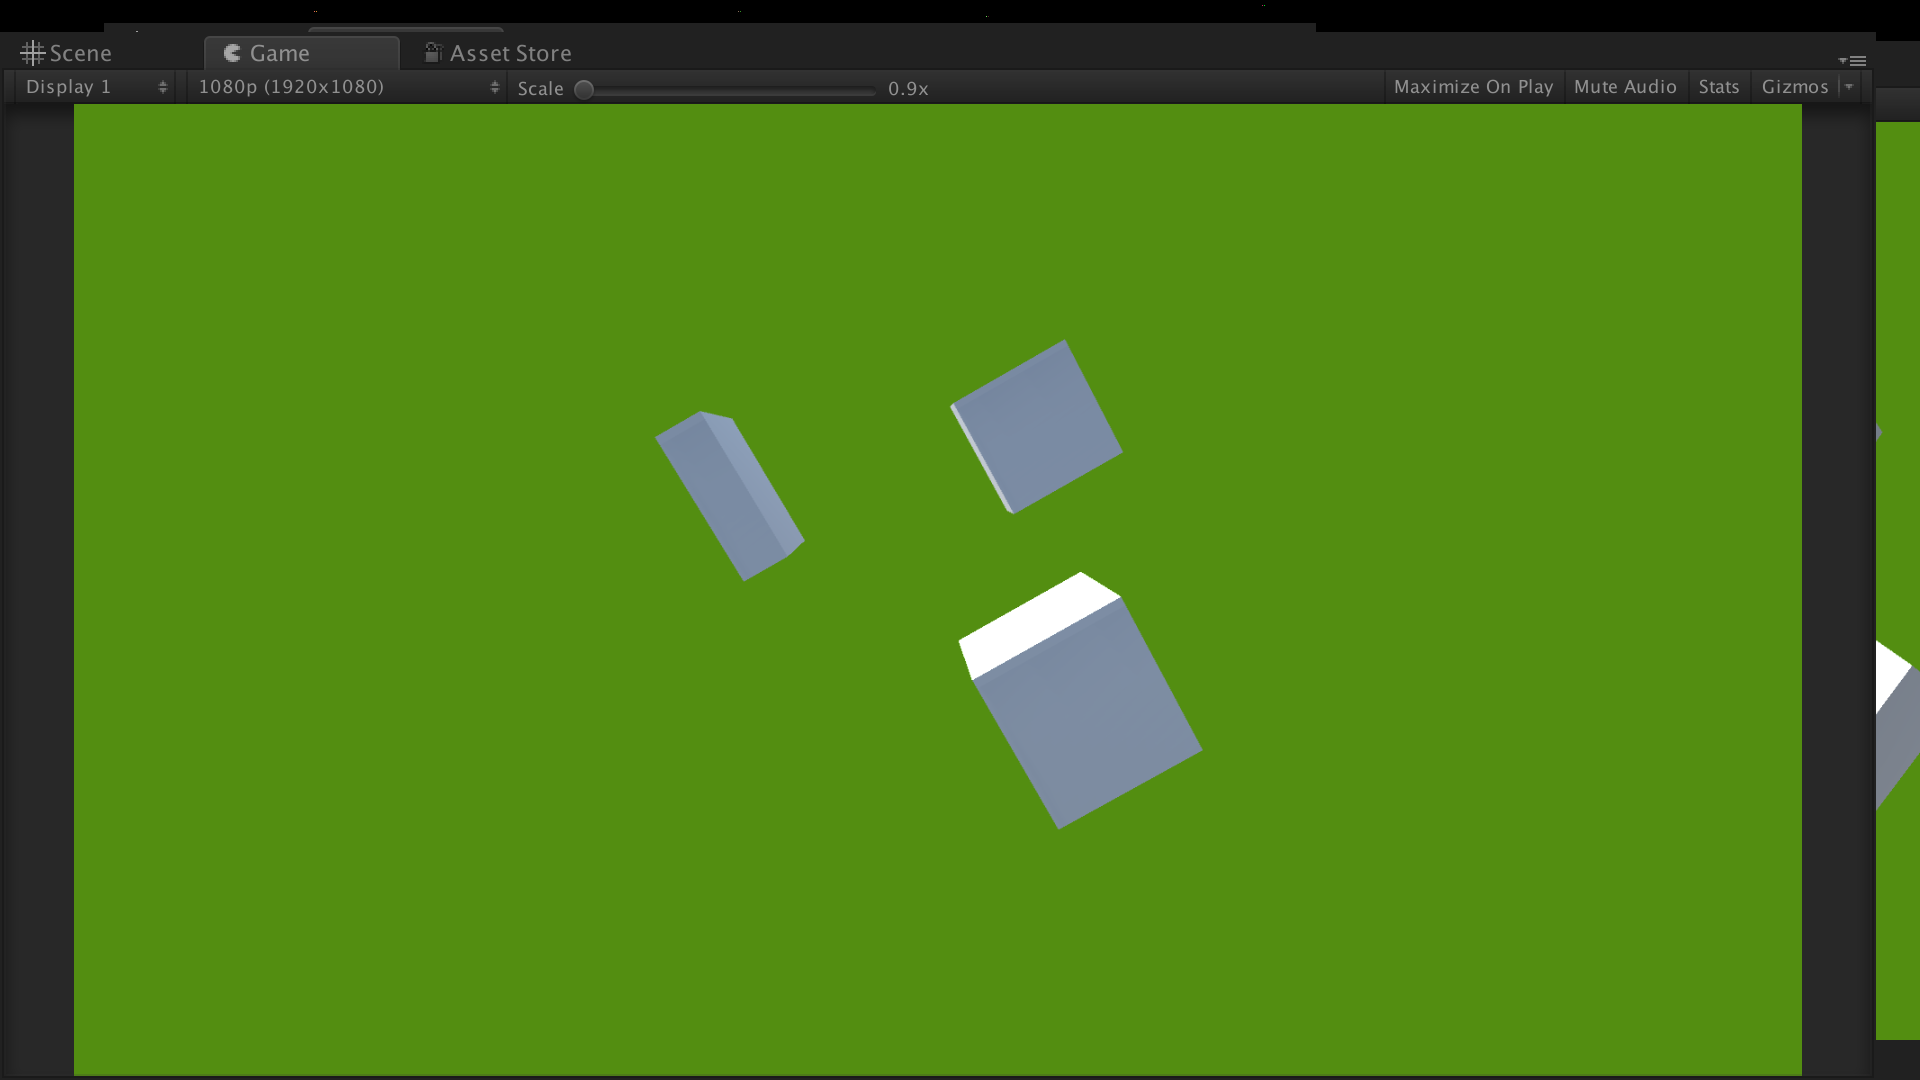 Scene Game Asset Store
Display 1 1080p (1920x1080) Scale 0.9x Maximize On Play Mute Audio Stats Gizmos